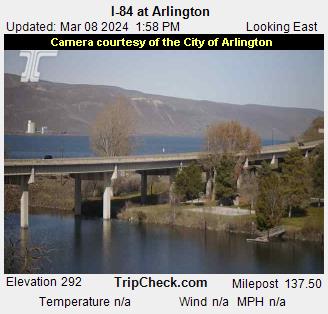 I-84 at Arlington
Updated: Mar 08 2024 1:58 PM Looking East
Camera courtesy of the City of Arlington
Elevation 292 TripCheck.com Milepost 137.50
Temperature n/a Wind n/a MPH n/a